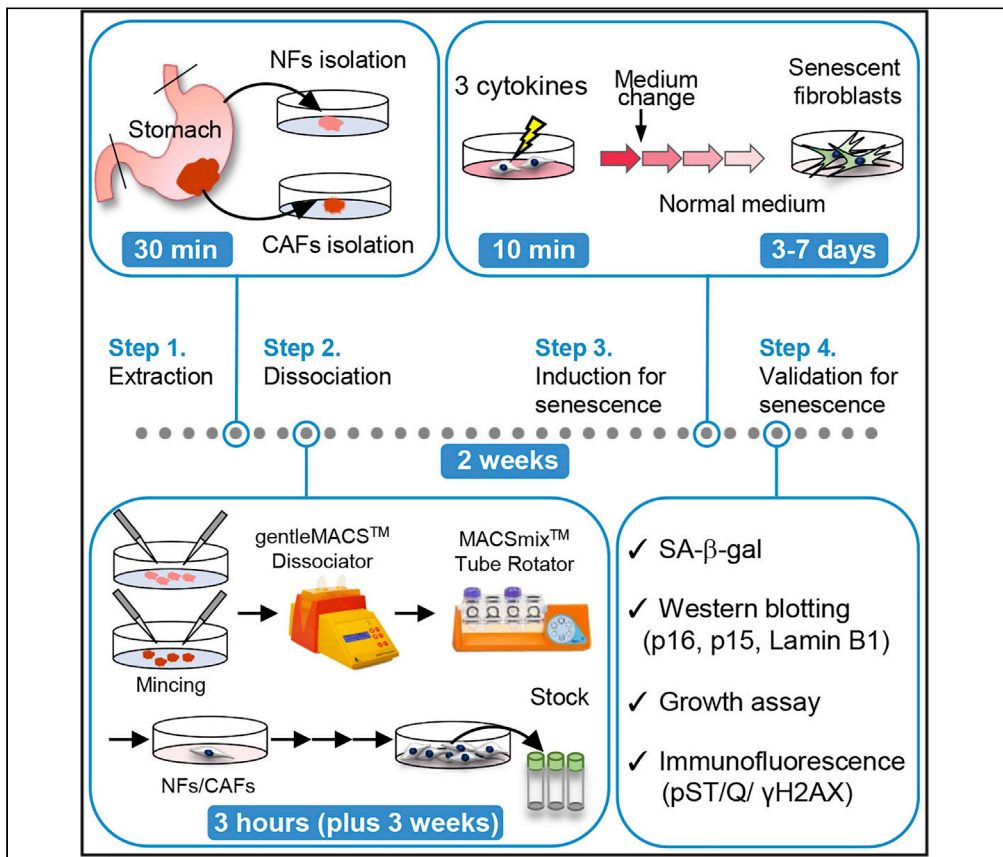 NFs isolation
Stomach
CAFs isolation
30 min
3 cytokines
Medium
change
Senescent
fibroblasts
Normal medium
10 min
3-7 days
Step 1.
Extraction
Step 2.
Dissociation
Step 3.
Induction for
senescence
Step 4.
Validation for
senescence
2 weeks
gentleMACS™
Dissociator
MACSmix™
Tube Rotator
Mincing
Stock
NFs/CAFs
3 hours (plus 3 weeks)
✓ SA-β-gal
✓ Western blotting
(p16, p15, Lamin B1)
✓ Growth assay
✓ Immunofluorescence
(pST/Q/ γH2AX)